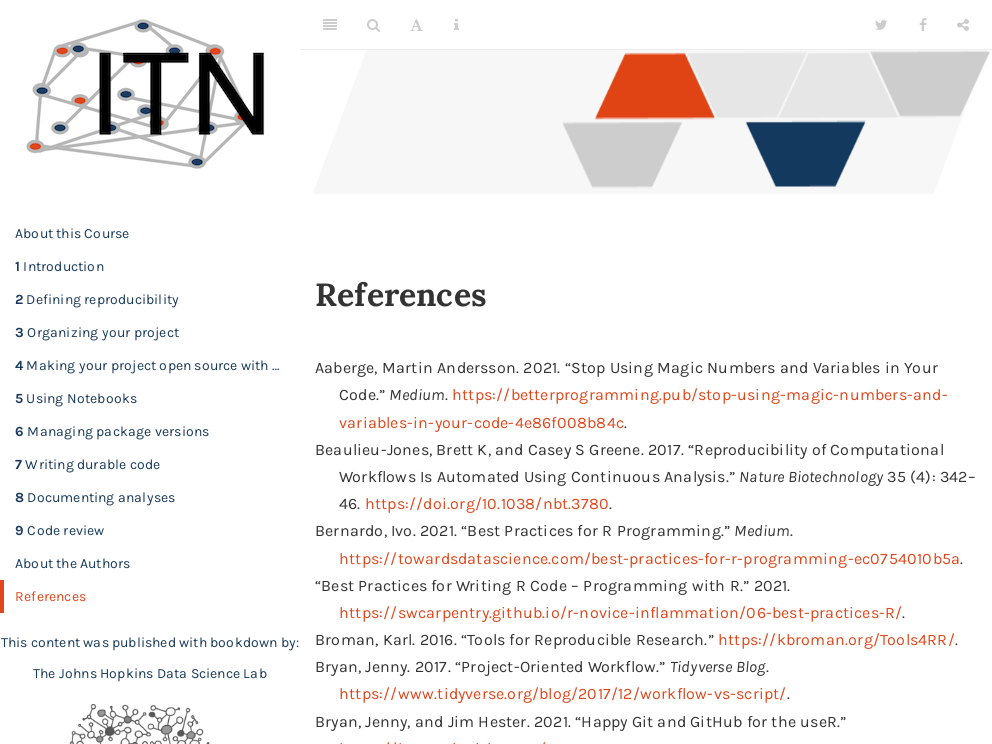 ITN
About this Course
1 Introduction
2 Defining reproducibility
3 Organizing your project
4 Making your project open source with ...
5 Using Notebooks
6 Managing package versions
7 Writing durable code
8 Documenting analyses
9 Code review
About the Authors
References
This content was published with bookdown by:
The Johns Hopkins Data Science Lab
References
Aaberge, Martin Andersson. 2021. “Stop Using Magic Numbers and Variables in Your
Code.” Medium. https://betterprogramming.pub/stop-using-magic-numbers-and-
variables-in-your-code-4e86f008b84c.
Beaulieu-Jones, Brett K, and Casey S Greene. 2017. “Reproducibility of Computational
Workflows Is Automated Using Continuous Analysis.” Nature Biotechnology 35 (4): 342–
46. https://doi.org/10.1038/nbt.3780.
Bernardo, Ivo. 2021. “Best Practices for R Programming.” Medium.
https://towardsdatascience.com/best-practices-for-r-programming-ec0754010b5a.
“Best Practices for Writing R Code – Programming with R.” 2021.
https://swcarpentry.github.io/r-novice-inflammation/06-best-practices-R/.
Broman, Karl. 2016. “Tools for Reproducible Research.” https://kbroman.org/Tools4RR/.
Bryan, Jenny. 2017. “Project-Oriented Workflow.” Tidyverse Blog.
https://www.tidyverse.org/blog/2017/12/workflow-vs-script/.
Bryan, Jenny, and Jim Hester. 2021. “Happy Git and GitHub for the useR.”